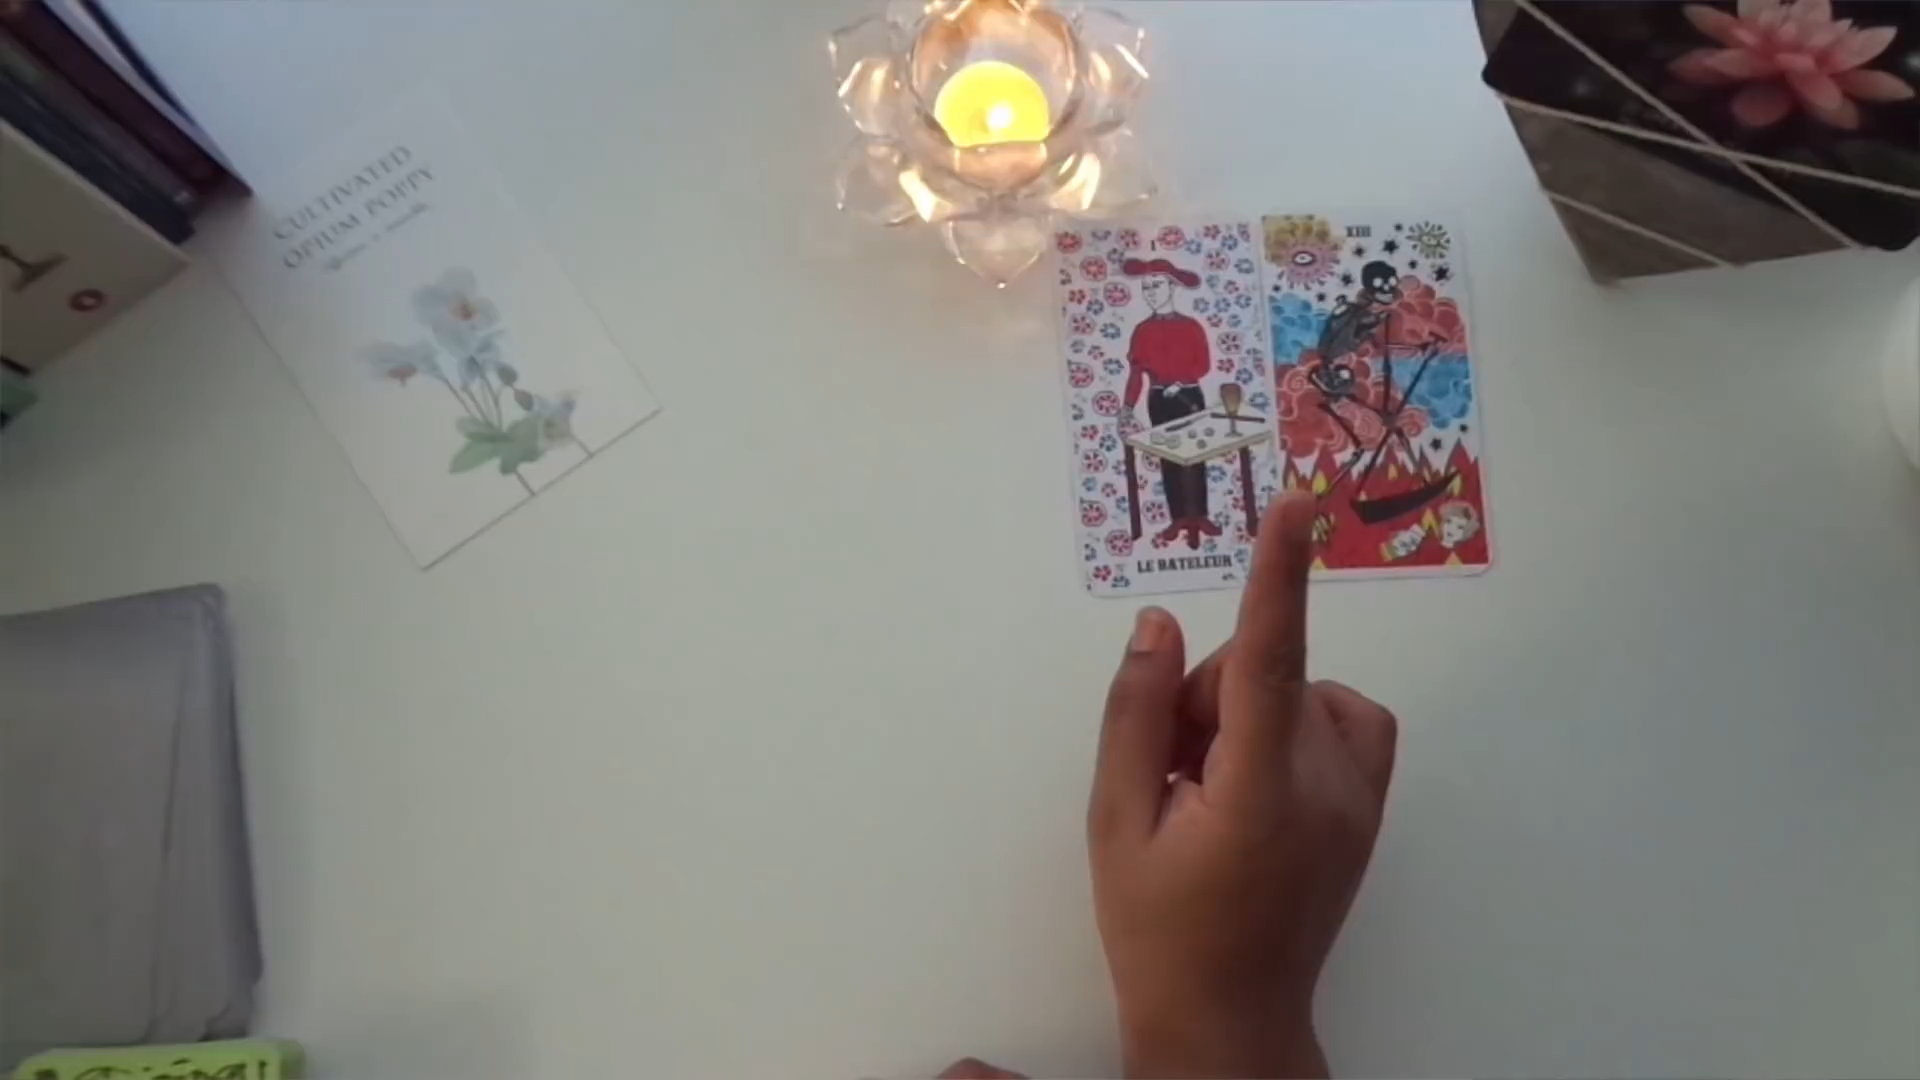 CULTIVATED
OPIUM POPPY
I
XIII
LE BATELEUR